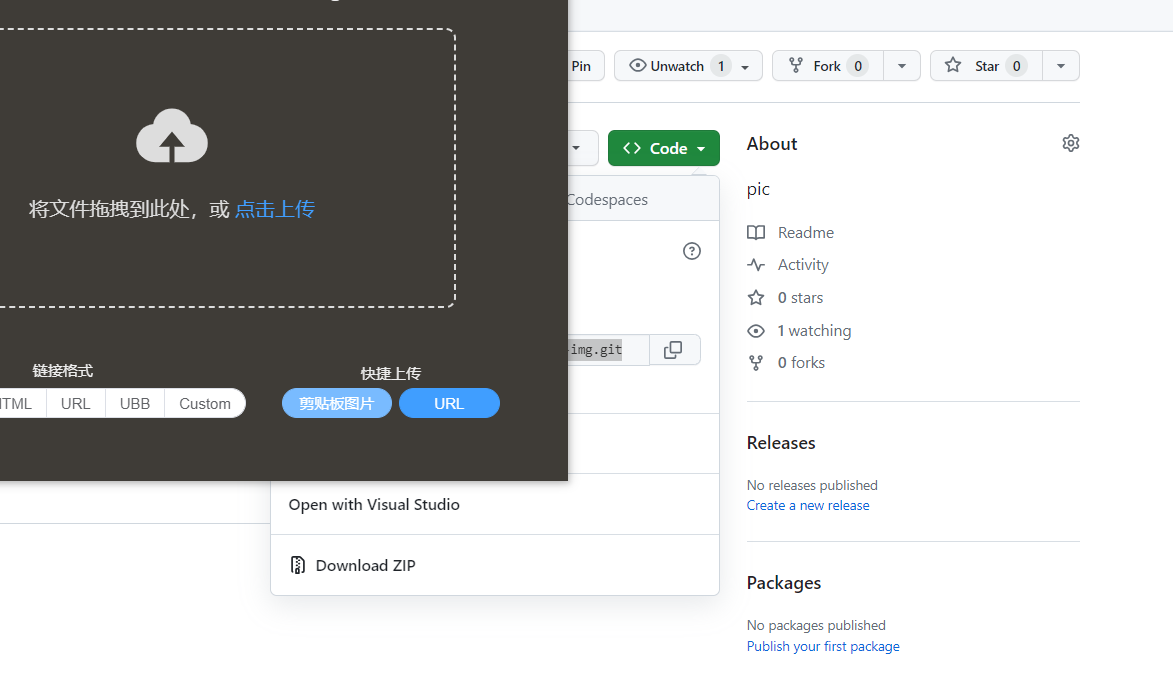 Pin
Unwatch 1
Fork 0
Star 0
Code
About
Codespaces
pic
将文件拖拽到此处，或 点击上传
Readme
Activity
0 stars
1 watching
0 forks
img.git
链接格式
快捷上传
URL
UBB
Custom
剪贴板图片
URL
Releases
No releases published
Create a new release
Open with Visual Studio
Download ZIP
Packages
No packages published
Publish your first package